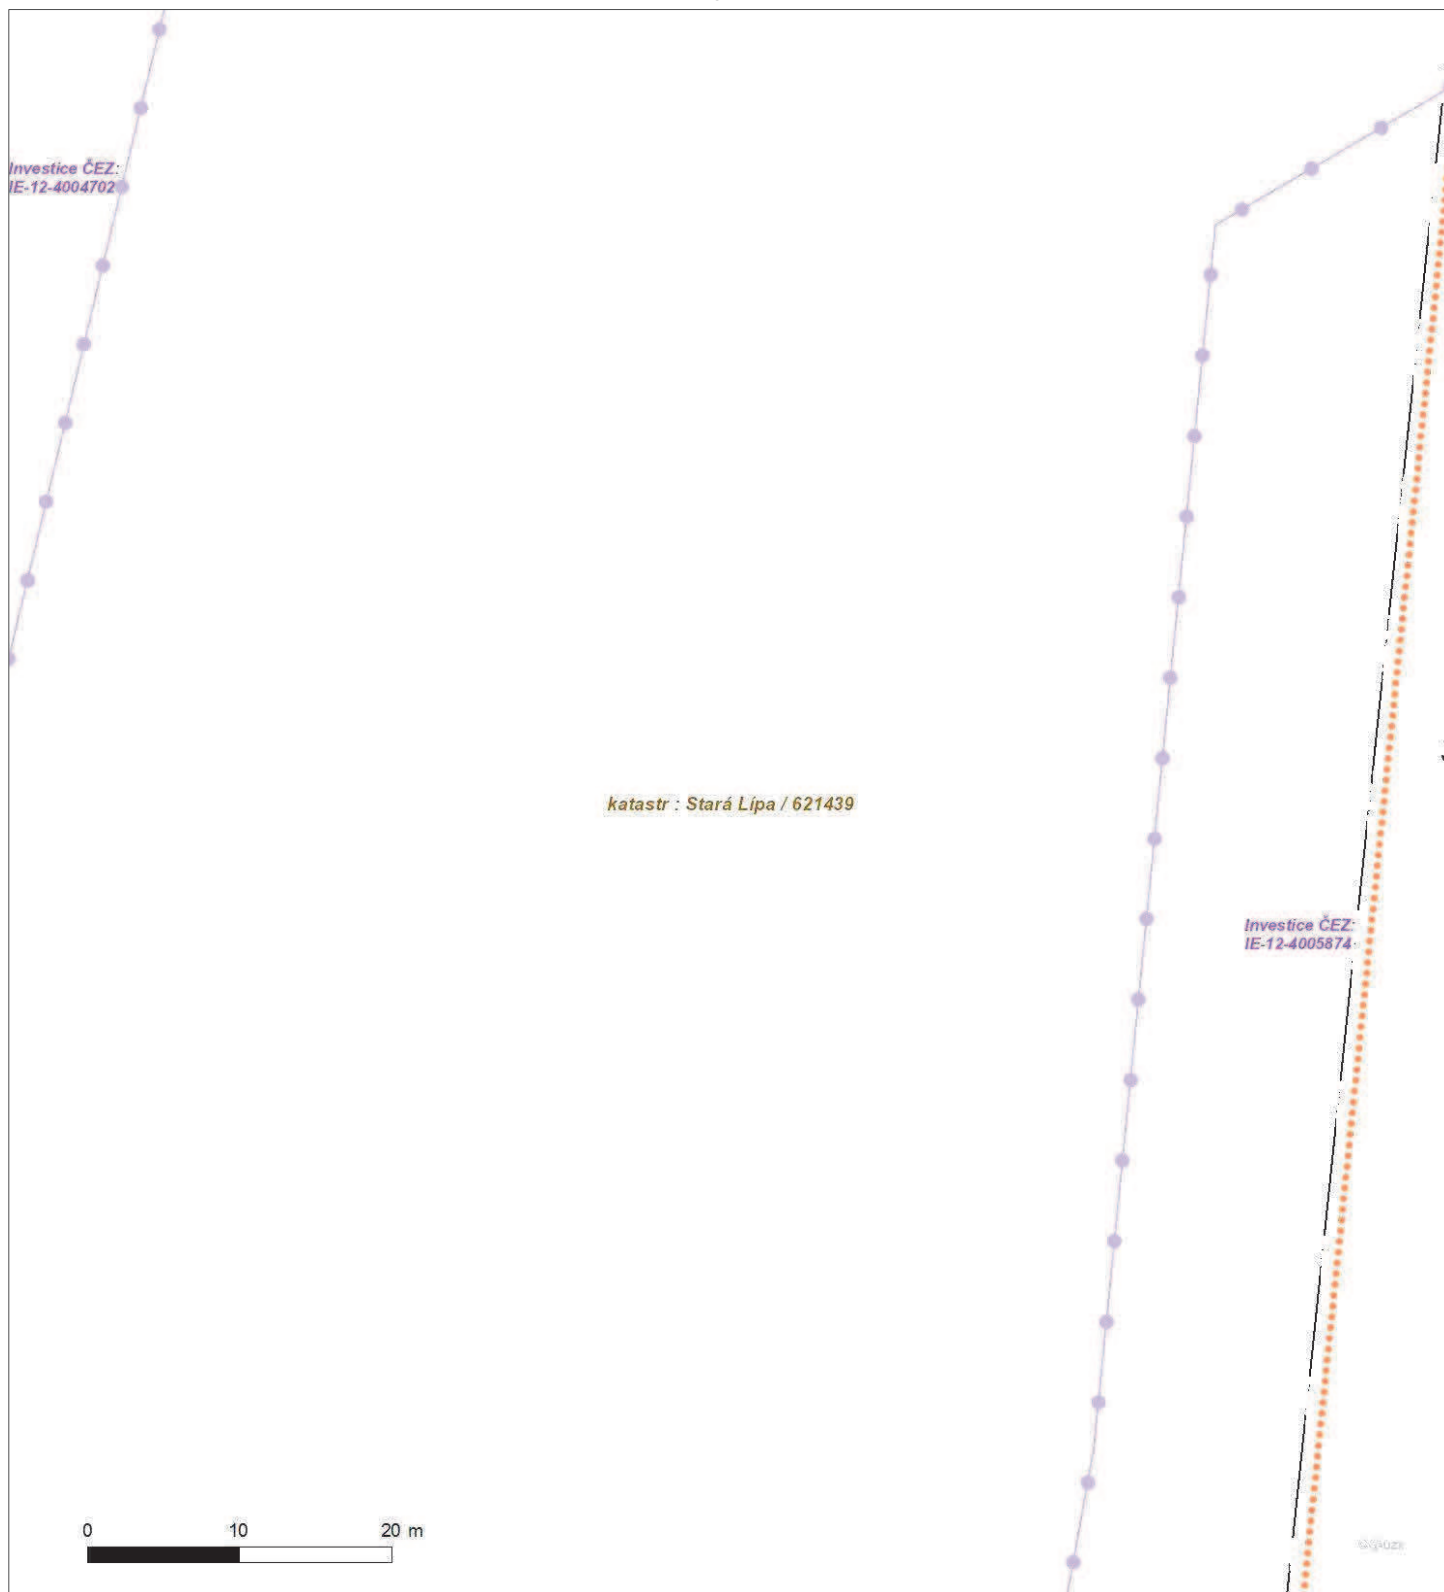 Investice ČEZ:
IE-12-4004702
katastr : Stará Lípa / 621439
Investice ČEZ:
IE-12-4005874
0 10 20 m